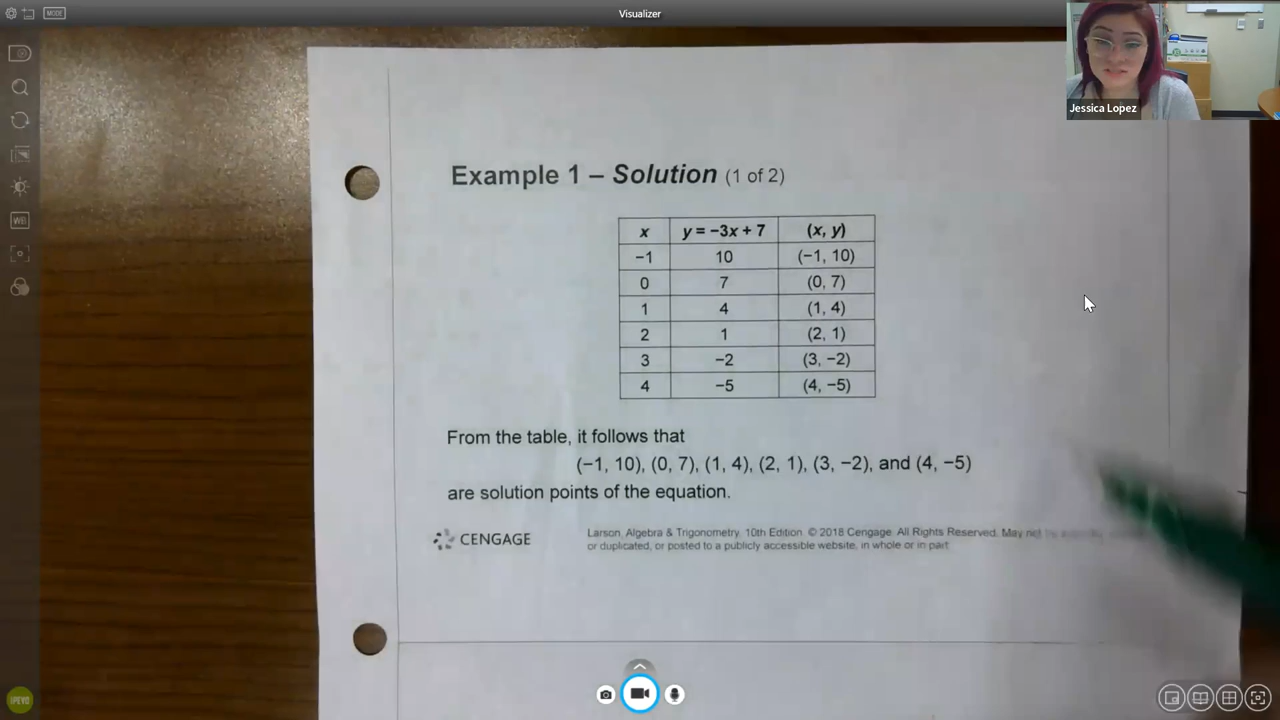 MODE
Visualizer
Jessica Lopez
WB
Example 1 – Solution (1 of 2)
x y = −3x + 7 (x, y)
−1 10 (−1, 10)
0 7 (0, 7)
1 4 (1, 4)
2 1 (2, 1)
3 −2 (3, −2)
4 −5 (4, −5)
From the table, it follows that
(−1, 10), (0, 7), (1, 4), (2, 1), (3, −2), and (4, −5)
are solution points of the equation.
CENGAGE
Larson, Algebra & Trigonometry, 10th Edition. © 2018 Cengage. All Rights Reserved. May not be
or duplicated, or posted to a publicly accessible website, in whole or in part.
IPEVO